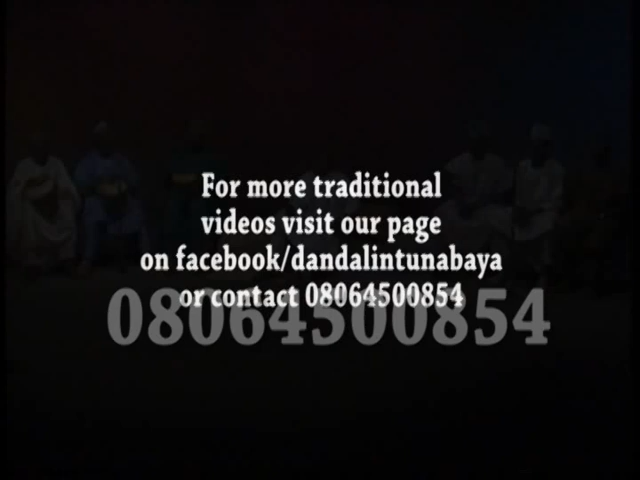 For more traditional
videos visit our page
on facebook/dandalintunabaya
or contact 08064500854
08064500854